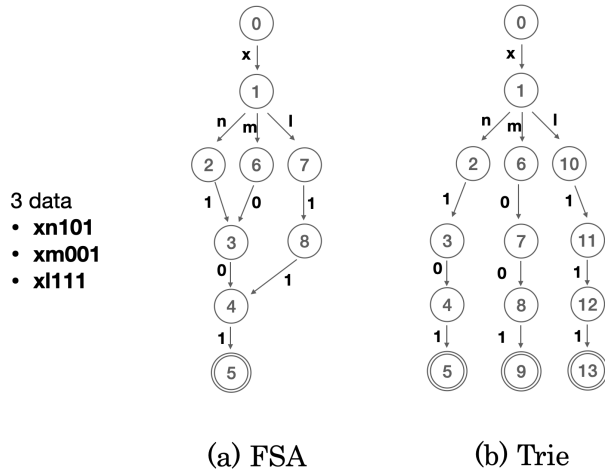 3 data
• xn101
• xm001
• xl111
0
x
1
n m l
2 6 7
1 0 1
3 8
0 1
4
1
5
(a) FSA
0
x
1
n m l
2 6 10
1 0 1
3 7 11
0 0 1
4 8 12
1 1 1
5 9 13
(b) Trie